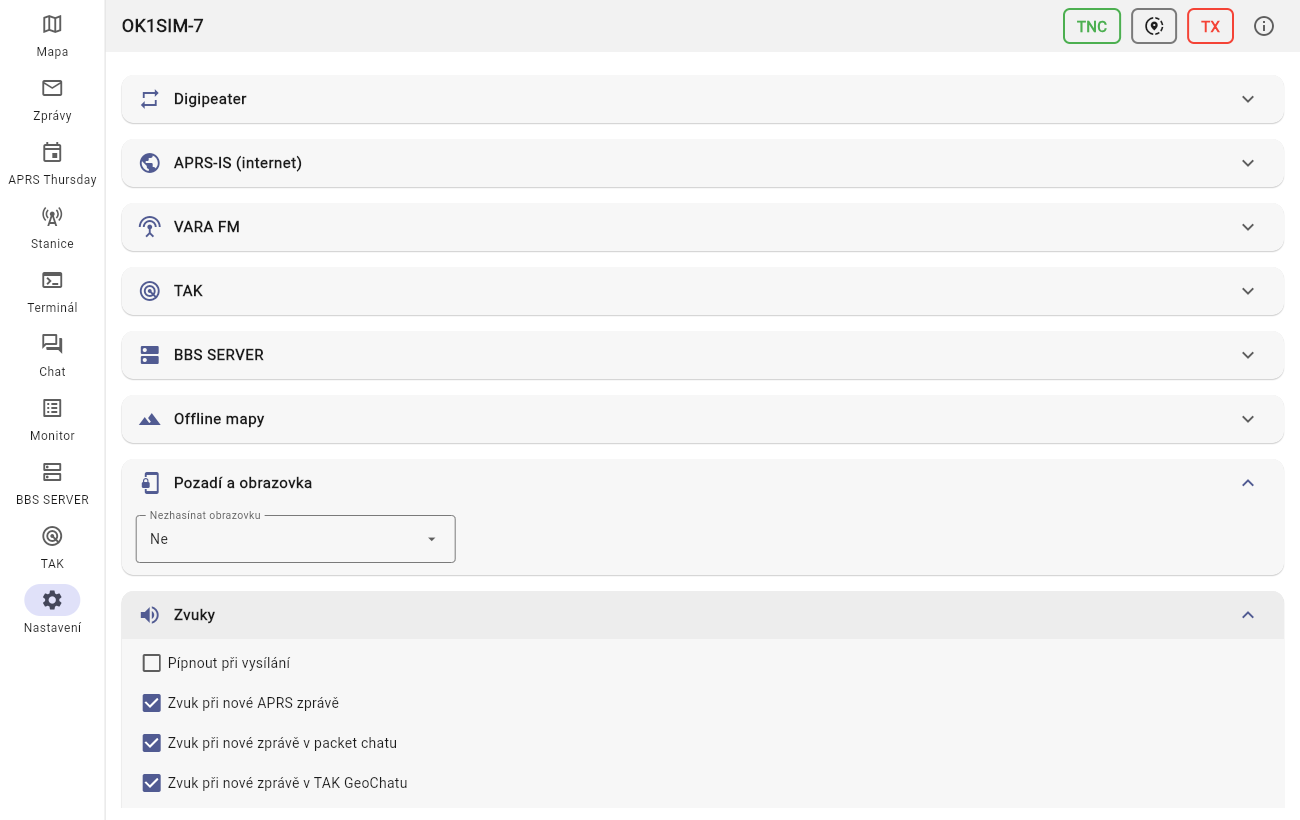 OK1SIM-7
TNC
TX
Mapa
Zprávy
APRS Thursday
Stanice
Terminál
Chat
Monitor
BBS SERVER
TAK
Nastavení
Digipeater
APRS-IS (internet)
VARA FM
TAK
BBS SERVER
Offline mapy
Pozadí a obrazovka
Nezhasínat obrazovku
Ne
Zvuky
Pípnout při vysílání
Zvuk při nové APRS zprávě
Zvuk při nové zprávě v packet chatu
Zvuk při nové zprávě v TAK GeoChatu